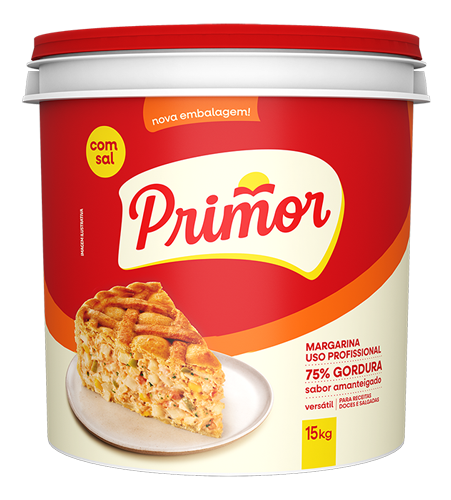 nova embalagem!
com
sal
Primor
IMAGEM ILUSTRATIVA
MARGARINA
USO PROFISSIONAL
75% GORDURA
sabor amanteigado
versátil | PARA RECEITAS
DOCES E SALGADAS
15kg